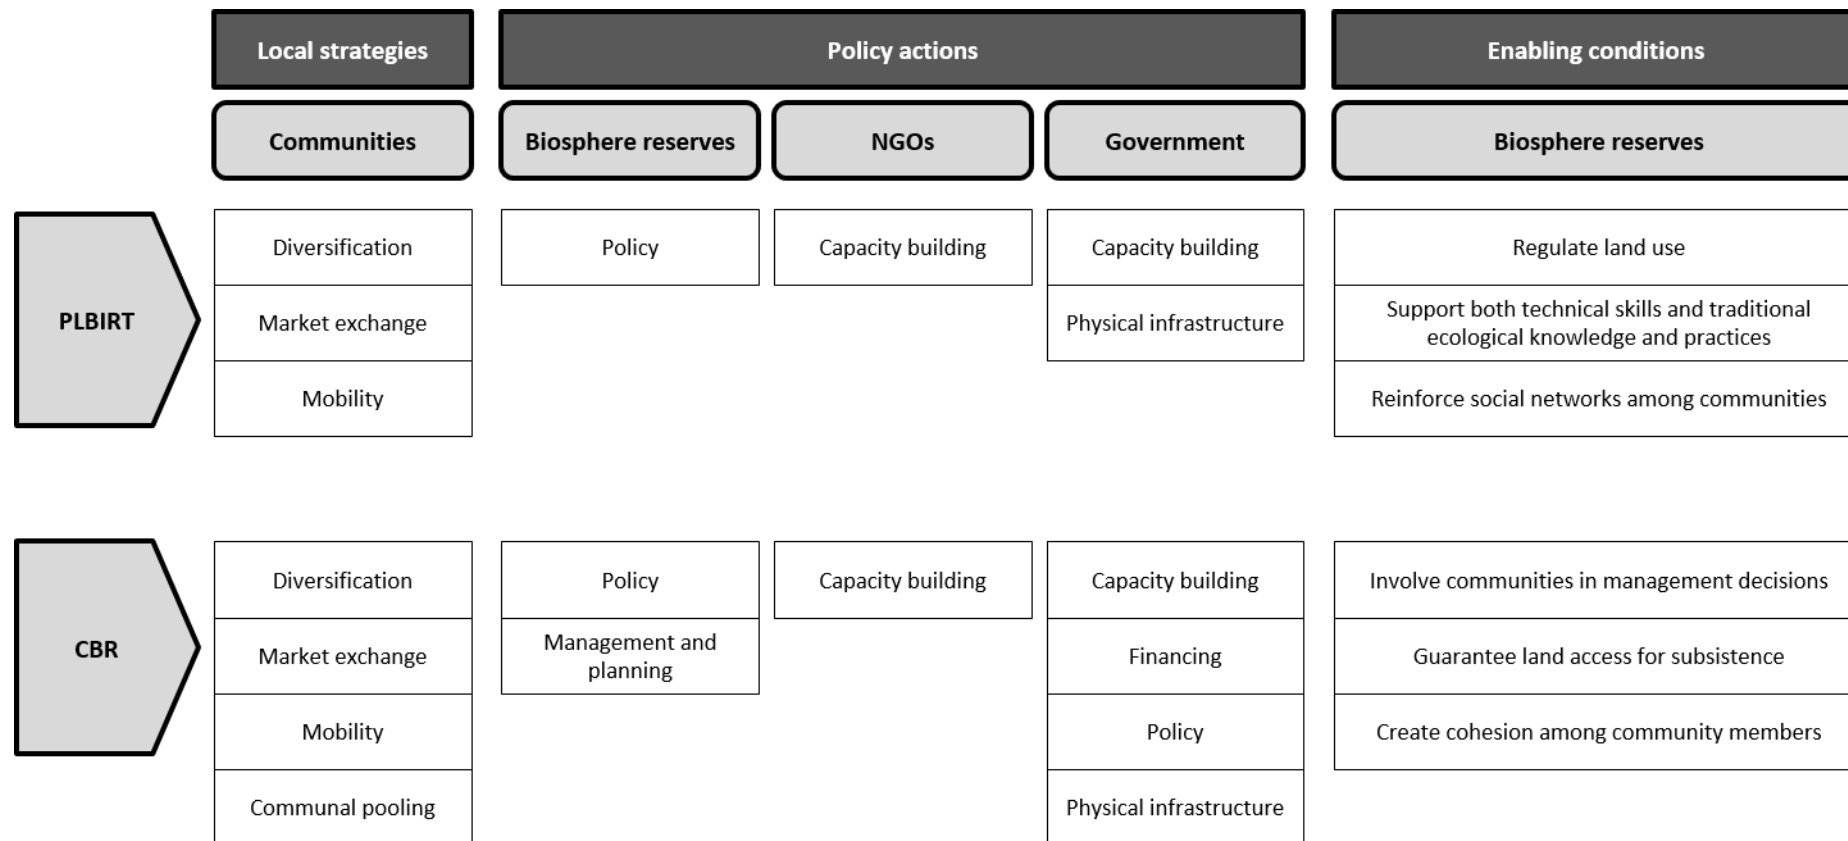 Local strategies
Policy actions
Enabling conditions
Communities
Biosphere reserves
NGOs
Government
Biosphere reserves
PLBIRT
Diversification
Policy
Capacity building
Capacity building
Regulate land use
Market exchange
Physical infrastructure
Support both technical skills and traditional
ecological knowledge and practices
Mobility
Reinforce social networks among communities
CBR
Diversification
Policy
Capacity building
Capacity building
Involve communities in management decisions
Market exchange
Management and
planning
Financing
Guarantee land access for subsistence
Mobility
Policy
Create cohesion among community members
Communal pooling
Physical infrastructure